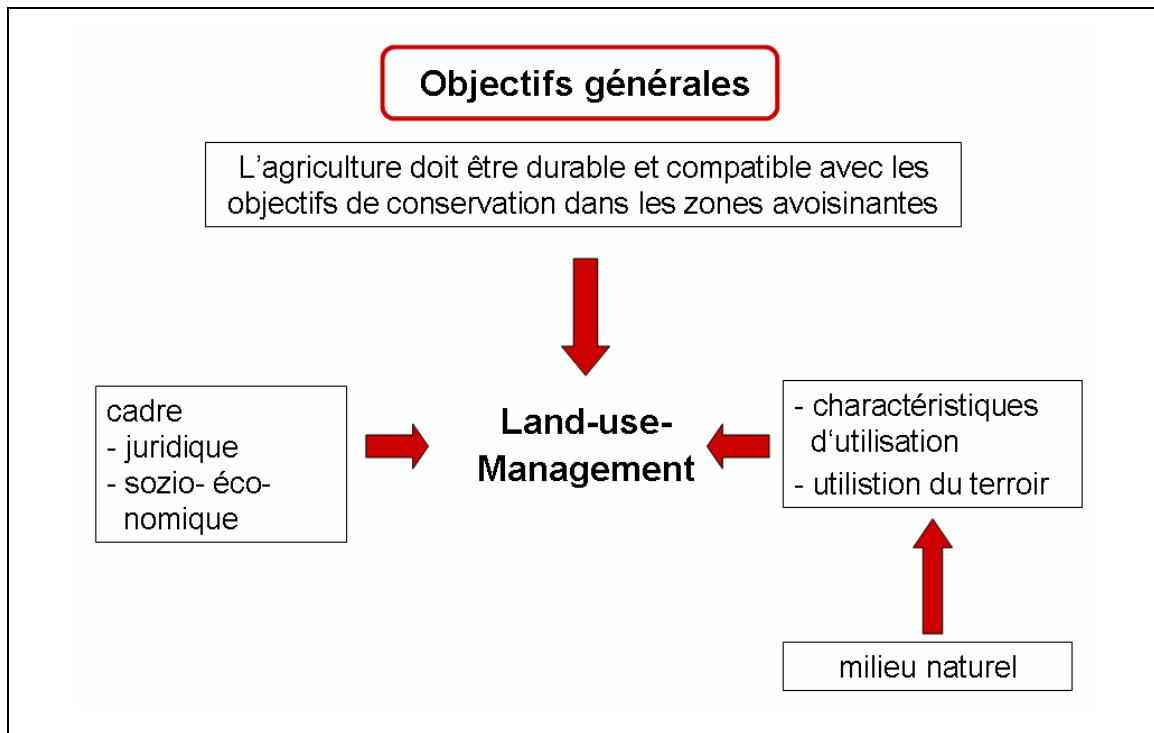 Objectifs générales
L’agriculture doit être durable et compatible avec les
objectifs de conservation dans les zones avoisinantes
cadre
- juridique
- sozio- éco-
nomique
Land-use-
Management
- charactéristiques
d‘utilisation
- utilistion du terroir
milieu naturel